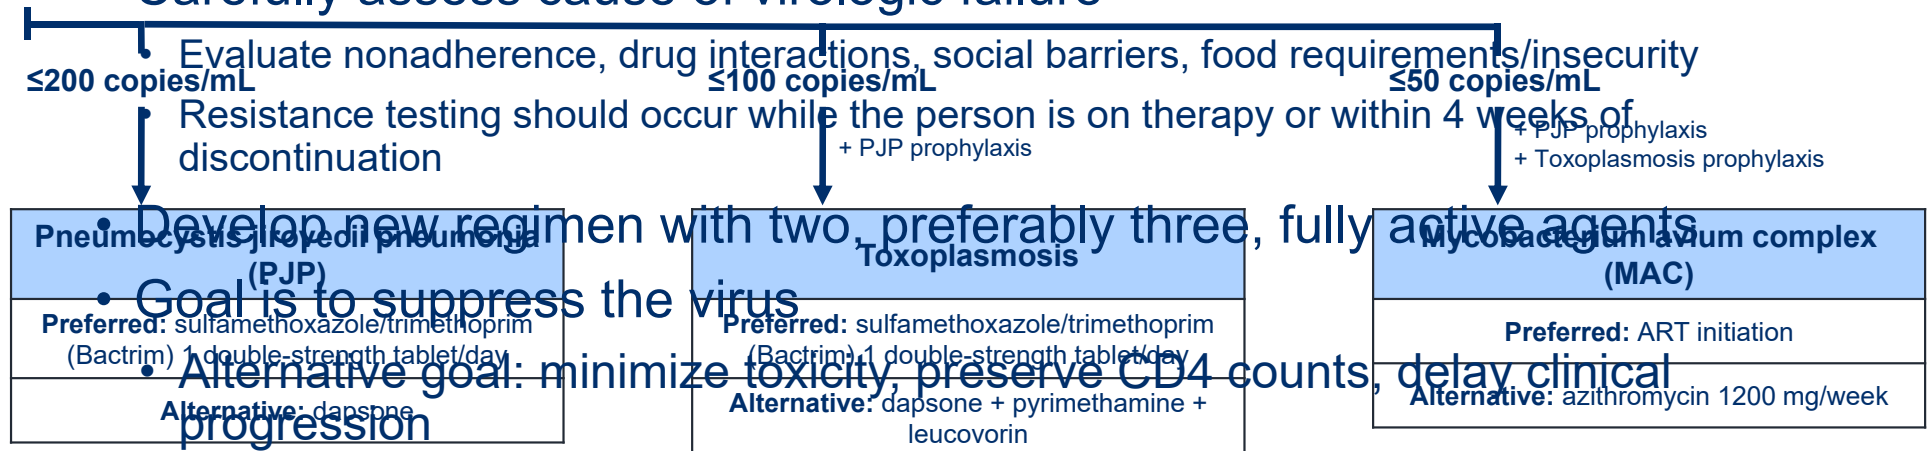 Carefully assess cause of virologic failure
• Evaluate nonadherence, drug interactions, social barriers, food requirements/insecurity
• Resistance testing should occur while the person is on therapy or within 4 weeks of
discontinuation
• Develop new regimen with two, preferably three, fully active agents
• Goal is to suppress the virus
• Alternative goal: minimize toxicity, preserve CD4 counts, delay clinical
progression
≤200 copies/mL
Pneumocystis jiroveoii pneumonia
(PJP)
Preferred: sulfamethoxazole/trimethoprim
(Bactrim) 1 double-strength tablet/day
Alternative: dapsone
≤100 copies/mL
+ PJP prophylaxis
Toxoplasmosis
Preferred: sulfamethoxazole/trimethoprim
(Bactrim) 1 double-strength tablet/day
Alternative: dapsone + pyrimethamine +
leucovorin
≤50 copies/mL
+ PJP prophylaxis
+ Toxoplasmosis prophylaxis
Mycobacterium avium complex
(MAC)
Preferred: ART initiation
Alternative: azithromycin 1200 mg/week